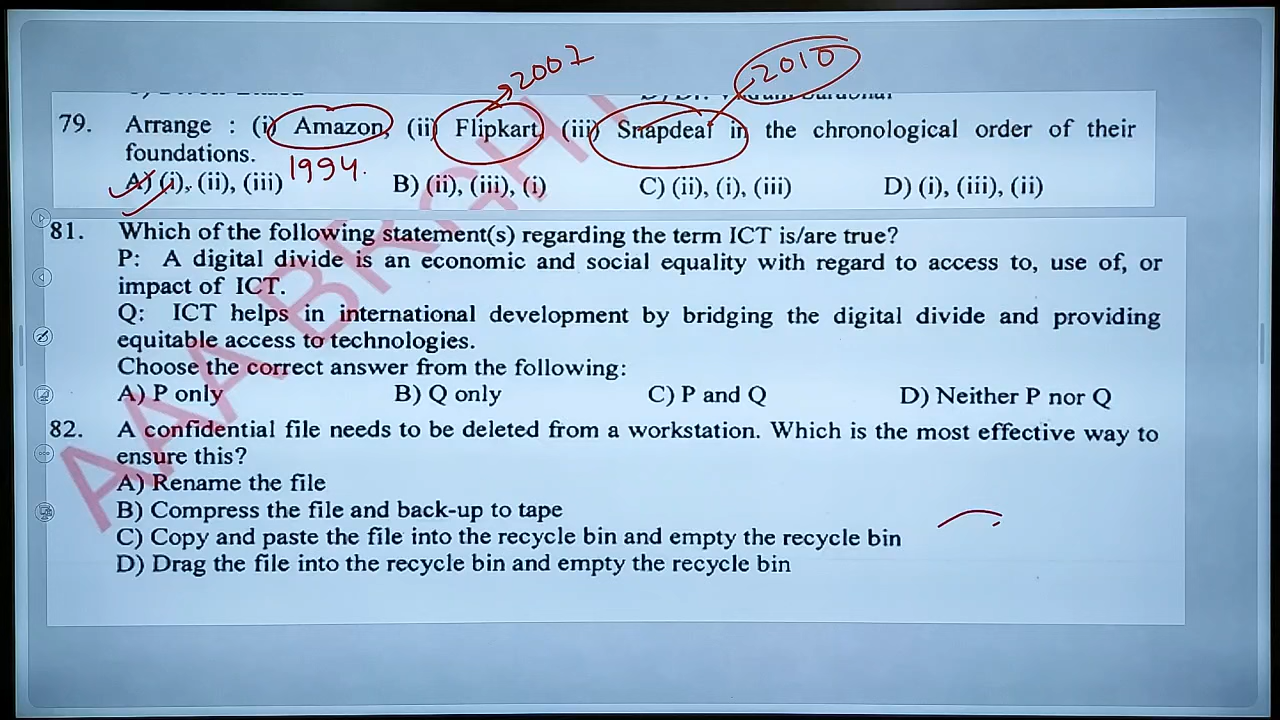 2007
2010
79. Arrange : (i) Amazon, (ii) Flipkart, (iii) Snapdeal in the chronological order of their
foundations.
1994.
A) (i), (ii), (iii) B) (ii), (iii), (i) C) (ii), (i), (iii) D) (i), (iii), (ii)
81. Which of the following statement(s) regarding the term ICT is/are true?
P: A digital divide is an economic and social equality with regard to access to, use of, or
impact of ICT.
Q: ICT helps in international development by bridging the digital divide and providing
equitable access to technologies.
Choose the correct answer from the following:
A) P only B) Q only C) P and Q D) Neither P nor Q
82. A confidential file needs to be deleted from a workstation. Which is the most effective way to
ensure this?
A) Rename the file
B) Compress the file and back-up to tape
C) Copy and paste the file into the recycle bin and empty the recycle bin
D) Drag the file into the recycle bin and empty the recycle bin